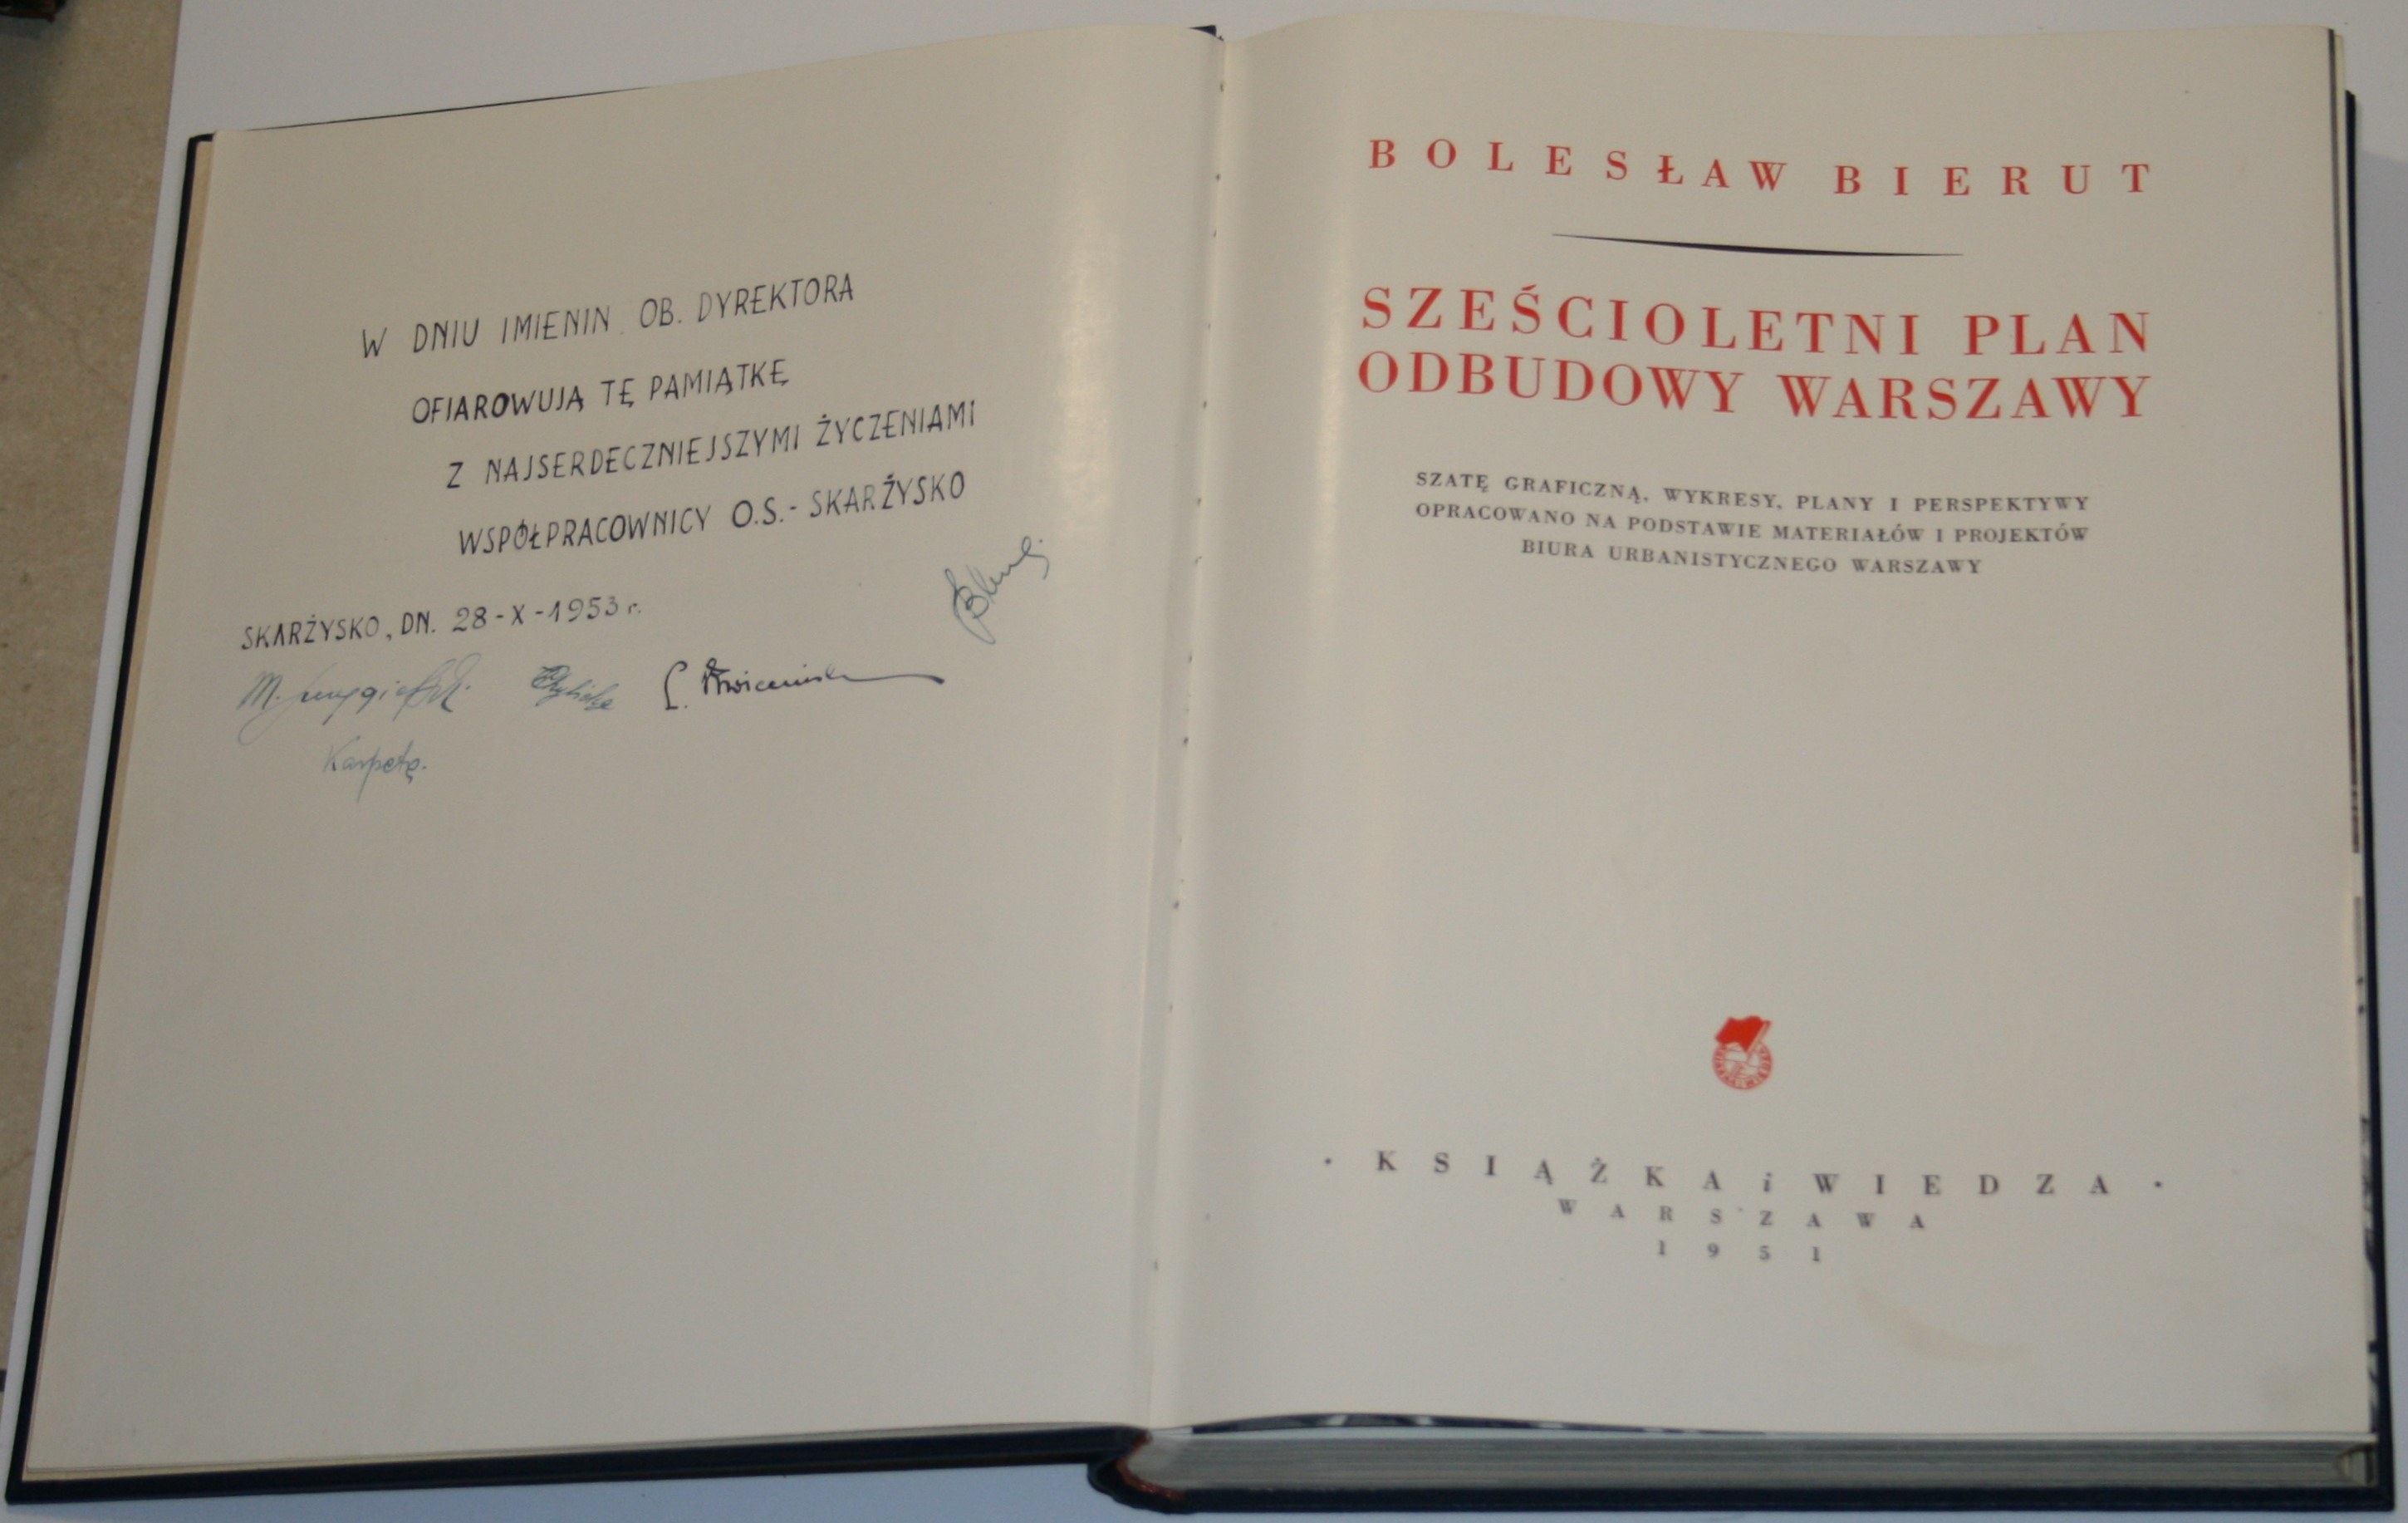 W DNIU IMIENIN OB. DYREKTORA
OFIAROWUJĄ TĘ PAMIĄTKĘ
Z NAJSERDECZNIEJSZYMI ŻYCZENIAMI
WSPÓŁPRACOWNICY O.S.- SKARŻYSKO
SKARŻYSKO, DN. 28-X-1953 r.
Karpetę.
BOLESŁAW BIERUT
SZEŚCIOLETNI PLAN
ODBUDOWY WARSZAWY
SZATĘ GRAFICZNĄ, WYKRESY, PLANY I PERSPEKTYWY
OPRACOWANO NA PODSTAWIE MATERIAŁÓW I PROJEKTÓW
BIURA URBANISTYCZNEGO WARSZAWY
• KSIĄŻKA i WIEDZA •
WARSZAWA
1951